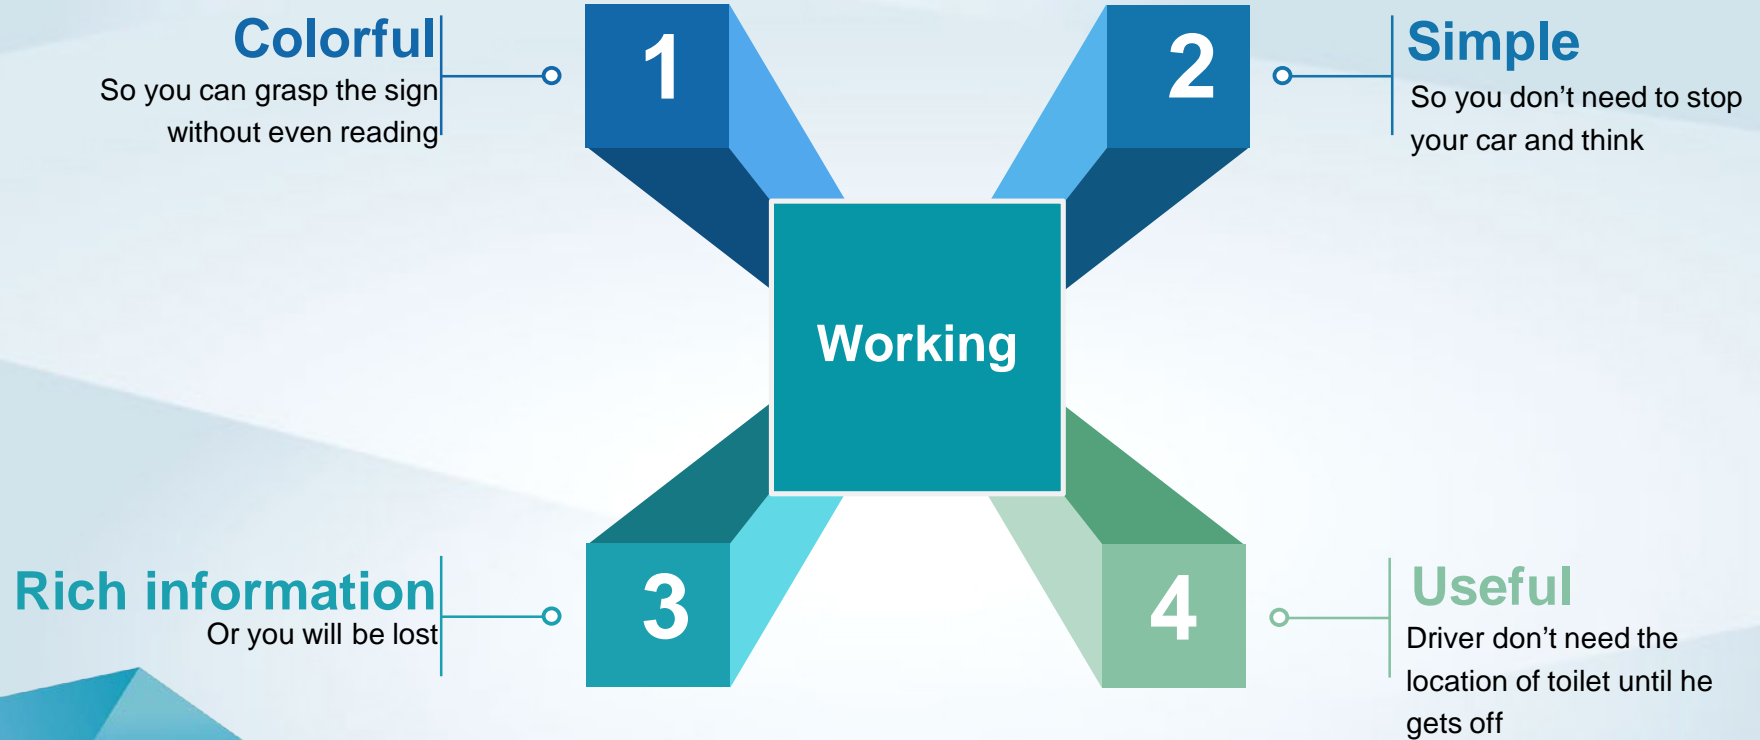 Colorful
So you can grasp the sign
without even reading
1
2
Simple
So you don’t need to stop
your car and think
Working
Rich information
Or you will be lost
3
4
Useful
Driver don’t need the
location of toilet until he
gets off